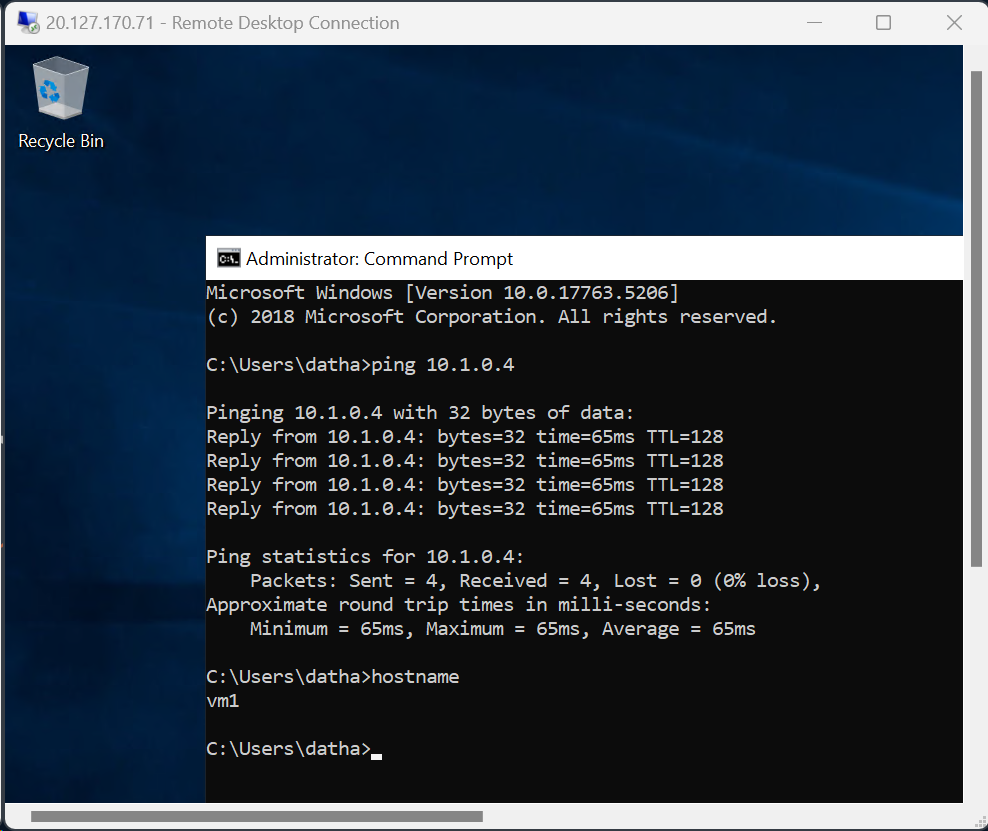 20.127.170.71 - Remote Desktop Connection
Recycle Bin
Administrator: Command Prompt
Microsoft Windows [Version 10.0.17763.5206]
(c) 2018 Microsoft Corporation. All rights reserved.
C:\Users\datha>ping 10.1.0.4
Pinging 10.1.0.4 with 32 bytes of data:
Reply from 10.1.0.4: bytes=32 time=65ms TTL=128
Reply from 10.1.0.4: bytes=32 time=65ms TTL=128
Reply from 10.1.0.4: bytes=32 time=65ms TTL=128
Reply from 10.1.0.4: bytes=32 time=65ms TTL=128
Ping statistics for 10.1.0.4:
    Packets: Sent = 4, Received = 4, Lost = 0 (0% loss),
Approximate round trip times in milli-seconds:
    Minimum = 65ms, Maximum = 65ms, Average = 65ms
C:\Users\datha>hostname
vm1
C:\Users\datha>